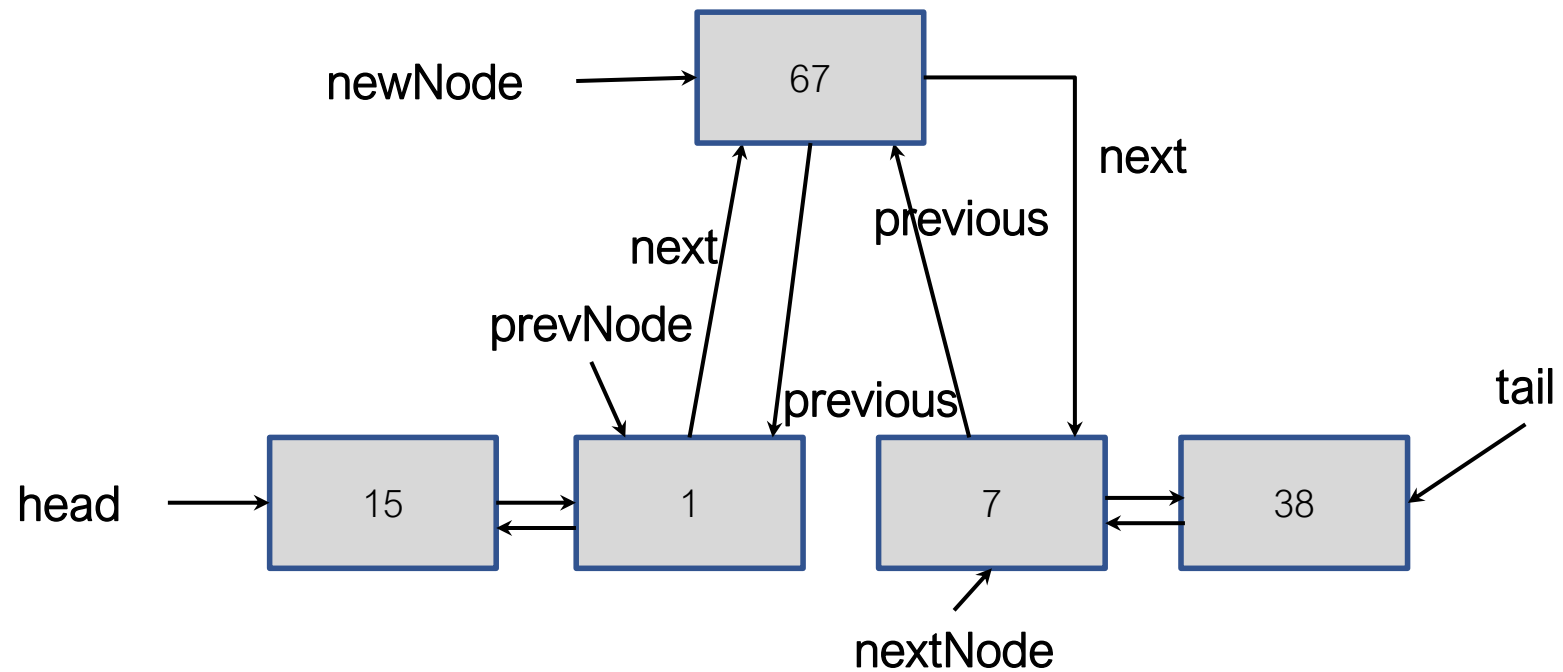 newNode
67
next
previous
next
prevNode
previous
tail
head
15
1
7
38
nextNode